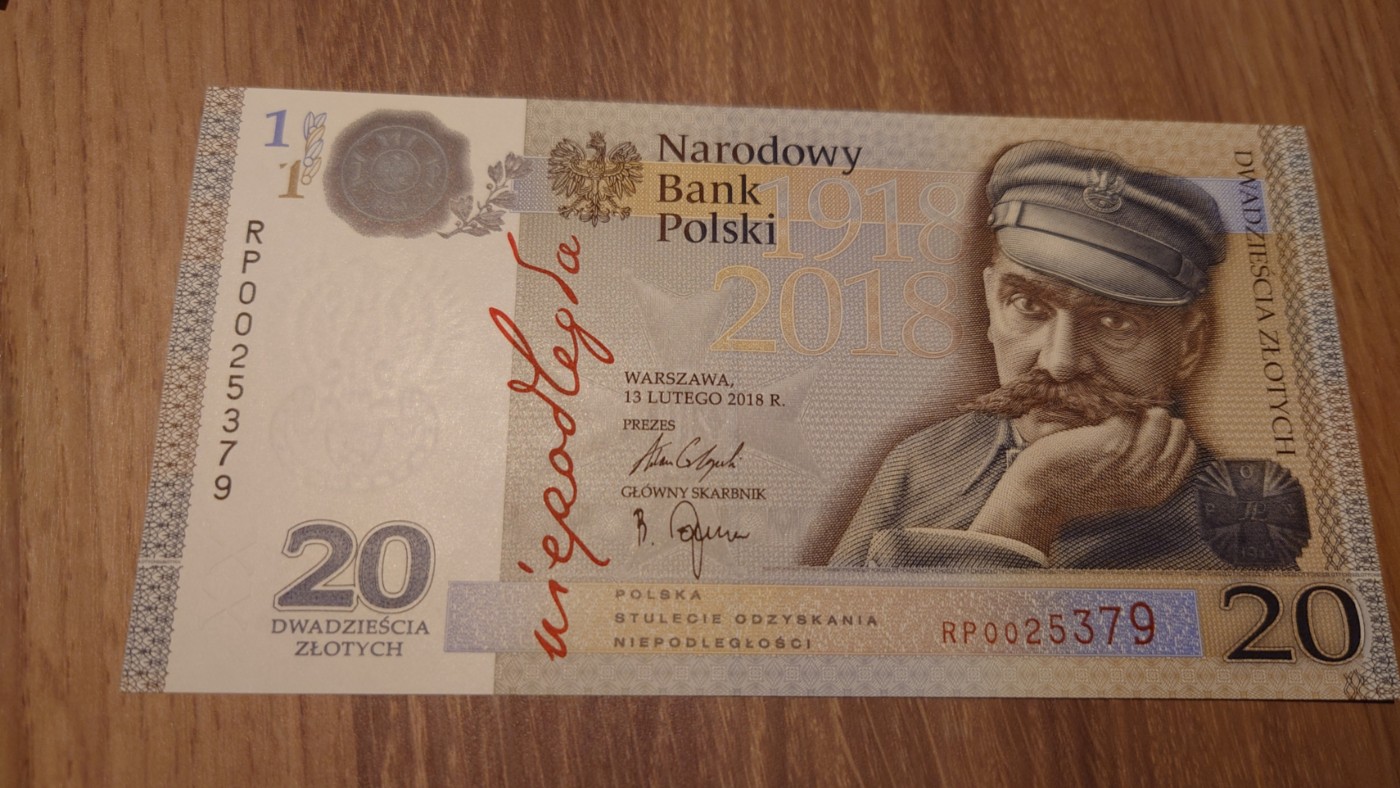 1
1
RP0025379
20
DWADZIEŚCIA
ZŁOTYCH
niepodległa
Narodowy
Bank
Polski
1918
2018
WARSZAWA,
13 LUTEGO 2018 R.
PREZES
GŁÓWNY SKARBNIK
POLSKA
STULECIE ODZYSKANIA
NIEPODLEGŁOŚCI
RP0025379
DWADZIEŚCIA ZŁOTYCH
20